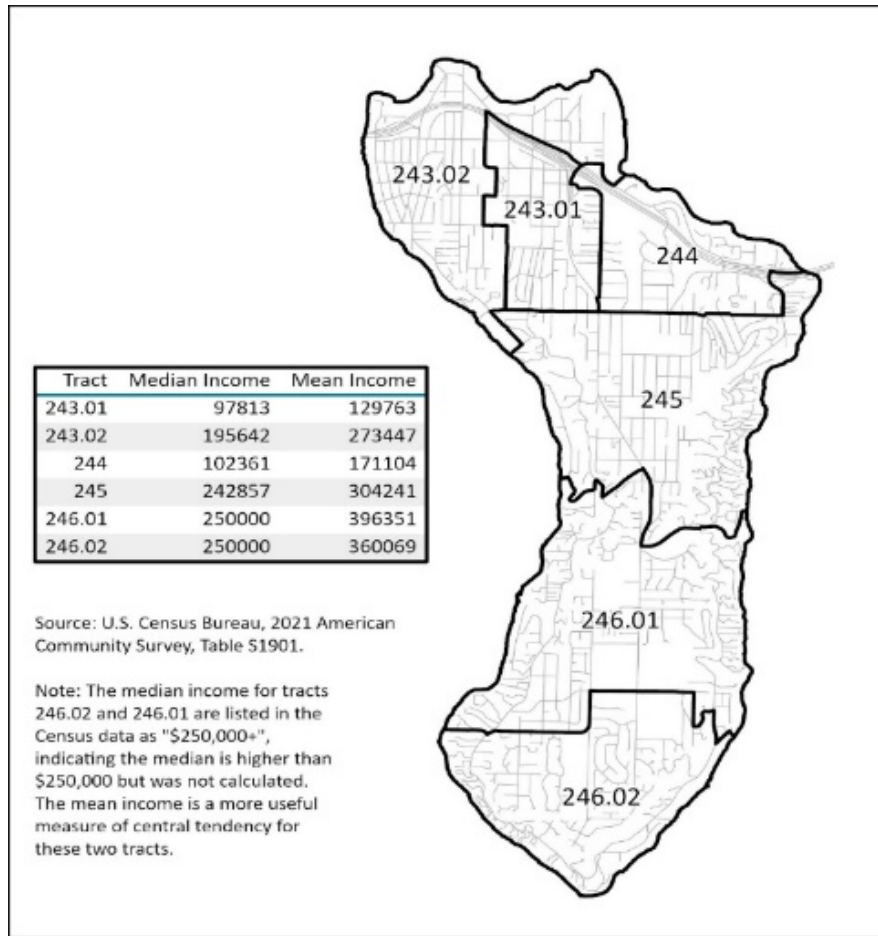 243.02
243.01
244
245
Tract Median Income Mean Income
243.01 97813 129763
243.02 195642 273447
244 102361 171104
245 242857 304241
246.01 250000 396351
246.02 250000 360069
246.01
246.02
Source: U.S. Census Bureau, 2021 American
Community Survey, Table S1901.
Note: The median income for tracts
246.02 and 246.01 are listed in the
Census data as "$250,000+",
indicating the median is higher than
$250,000 but was not calculated.
The mean income is a more useful
measure of central tendency for
these two tracts.